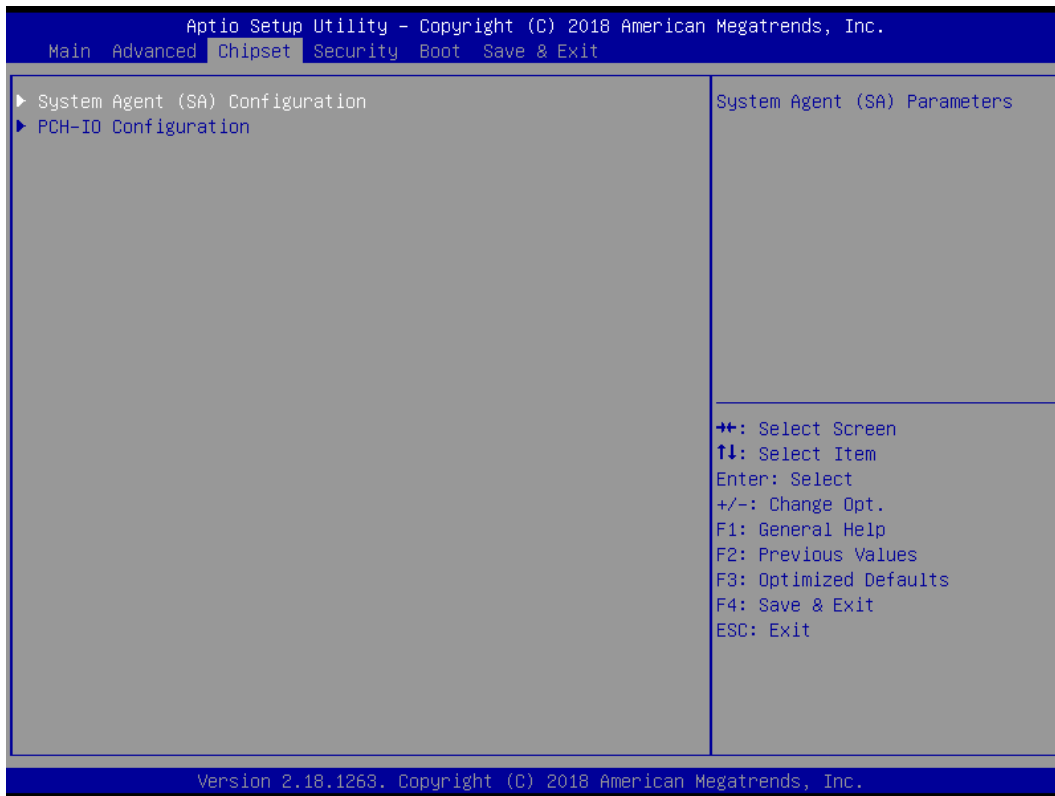 Aptio Setup Utility – Copyright (C) 2018 American Megatrends, Inc.
Main Advanced Chipset Security Boot Save & Exit
System Agent (SA) Configuration
PCH-IO Configuration
System Agent (SA) Parameters
→←: Select Screen
↑↓: Select Item
Enter: Select
+/-: Change Opt.
F1: General Help
F2: Previous Values
F3: Optimized Defaults
F4: Save & Exit
ESC: Exit
Version 2.18.1263. Copyright (C) 2018 American Megatrends, Inc.